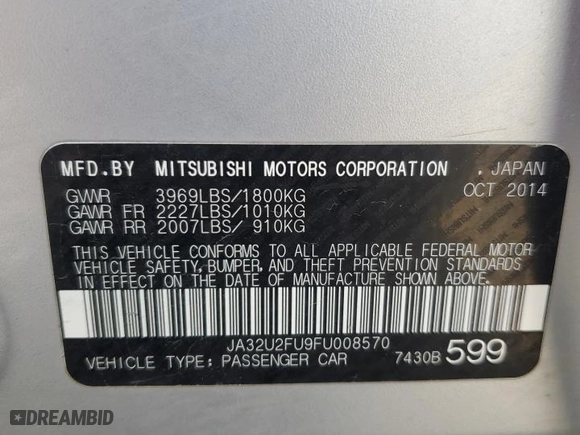 MFD.BY MITSUBISHI MOTORS CORPORATION . JAPAN
OCT 2014
GVWR 3969LBS/1800KG
GAWR FR 2227LBS/1010KG
GAWR RR 2007LBS/ 910KG
THIS VEHICLE CONFORMS TO ALL APPLICABLE FEDERAL MOTOR
VEHICLE SAFETY, BUMPER, AND THEFT PREVENTION STANDARDS
IN EFFECT ON THE DATE OF MANUFACTURE SHOWN ABOVE.
JA32U2FU9FU008570
VEHICLE TYPE: PASSENGER CAR 7430B 599
DREAMBID